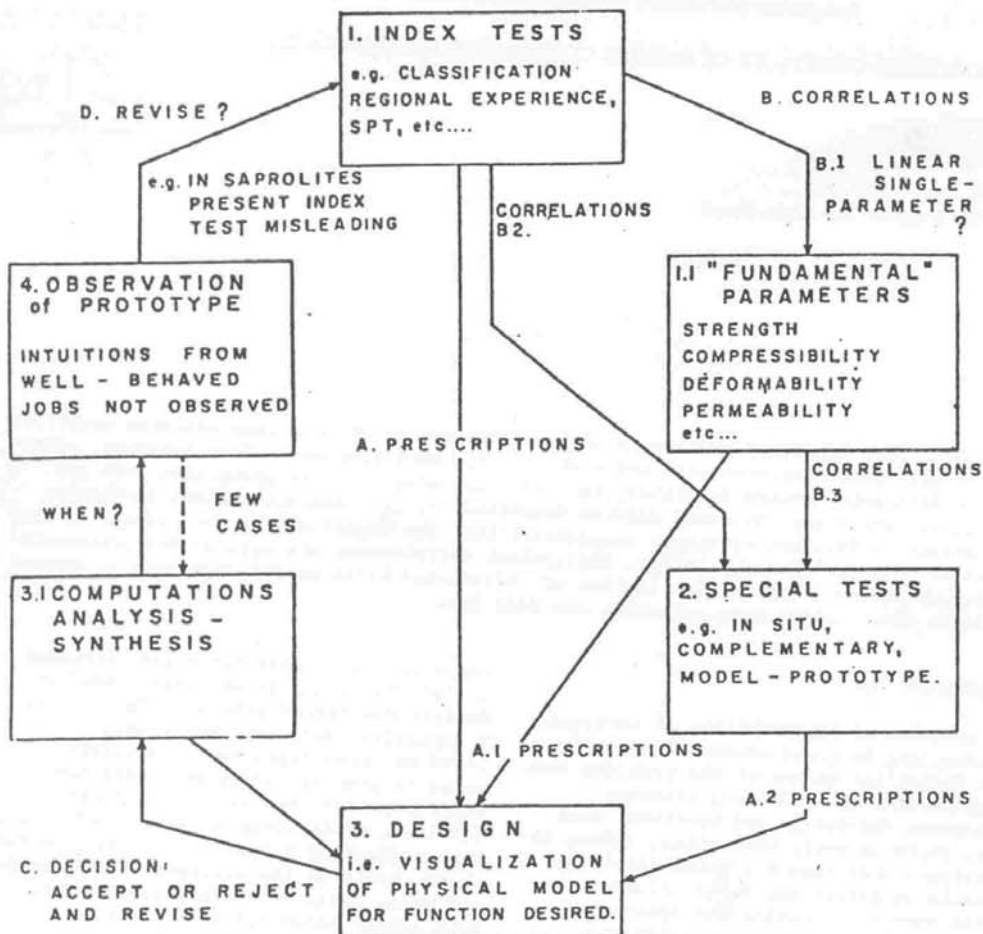 1. INDEX TESTS
e.g. CLASSIFICATION
REGIONAL EXPERIENCE,
SPT, etc....
D. REVISE ?
B. CORRELATIONS
e.g. IN SAPROLITES
PRESENT INDEX
TEST MISLEADING
CORRELATIONS
B2.
B.1 LINEAR
SINGLE-
PARAMETER
?
4. OBSERVATION
of PROTOTYPE
INTUITIONS FROM
WELL - BEHAVED
JOBS NOT OBSERVED
1.1 "FUNDAMENTAL"
PARAMETERS
STRENGTH
COMPRESSIBILITY
DEFORMABILITY
PERMEABILITY
etc...
A. PRESCRIPTIONS
CORRELATIONS
B.3
WHEN?
FEW
CASES
3.1 COMPUTATIONS
ANALYSIS -
SYNTHESIS
2. SPECIAL TESTS
e.g. IN SITU,
COMPLEMENTARY,
MODEL - PROTOTYPE.
A.1 PRESCRIPTIONS
A.2 PRESCRIPTIONS
C. DECISION:
ACCEPT OR REJECT
AND REVISE
3. DESIGN
i.e. VISUALIZATION
OF PHYSICAL MODEL
FOR FUNCTION DESIRED.